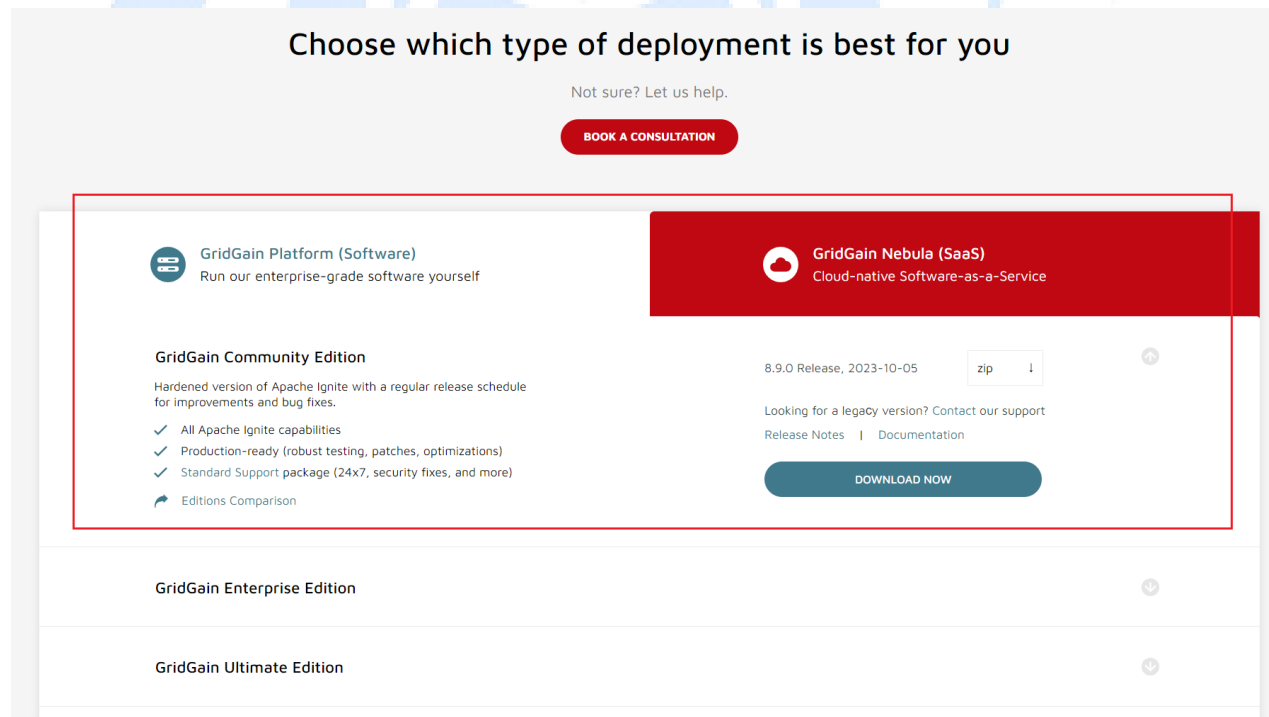 Choose which type of deployment is best for you
Not sure? Let us help.
BOOK A CONSULTATION
GridGain Platform (Software)
Run our enterprise-grade software yourself
GridGain Nebula (SaaS)
Cloud-native Software-as-a-Service
GridGain Community Edition
Hardened version of Apache Ignite with a regular release schedule
for improvements and bug fixes.
All Apache Ignite capabilities
Production-ready (robust testing, patches, optimizations)
Standard Support package (24x7, security fixes, and more)
Editions Comparison
8.9.0 Release, 2023-10-05
zip
Looking for a legacy version? Contact our support
Release Notes | Documentation
DOWNLOAD NOW
GridGain Enterprise Edition
GridGain Ultimate Edition